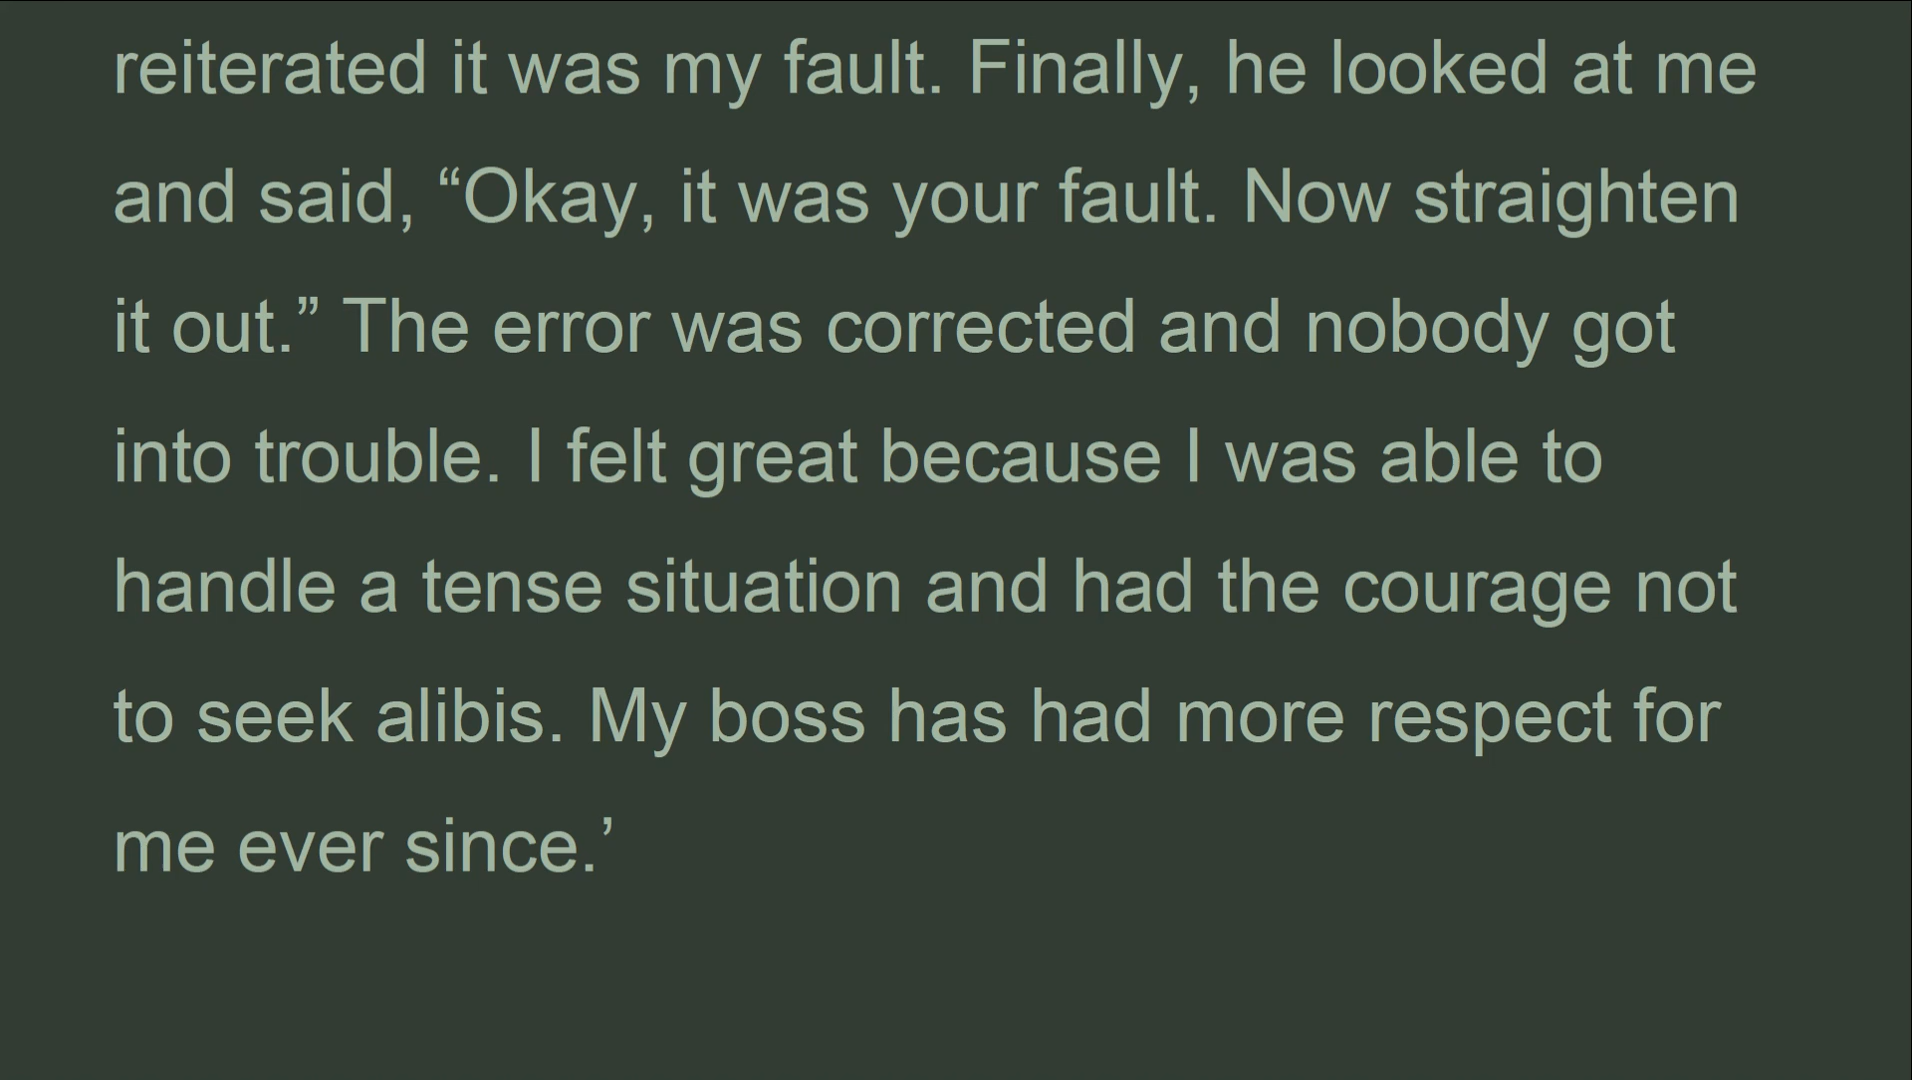 reiterated it was my fault. Finally, he looked at me
and said, “Okay, it was your fault. Now straighten
it out.” The error was corrected and nobody got
into trouble. I felt great because I was able to
handle a tense situation and had the courage not
to seek alibis. My boss has had more respect for
me ever since.’